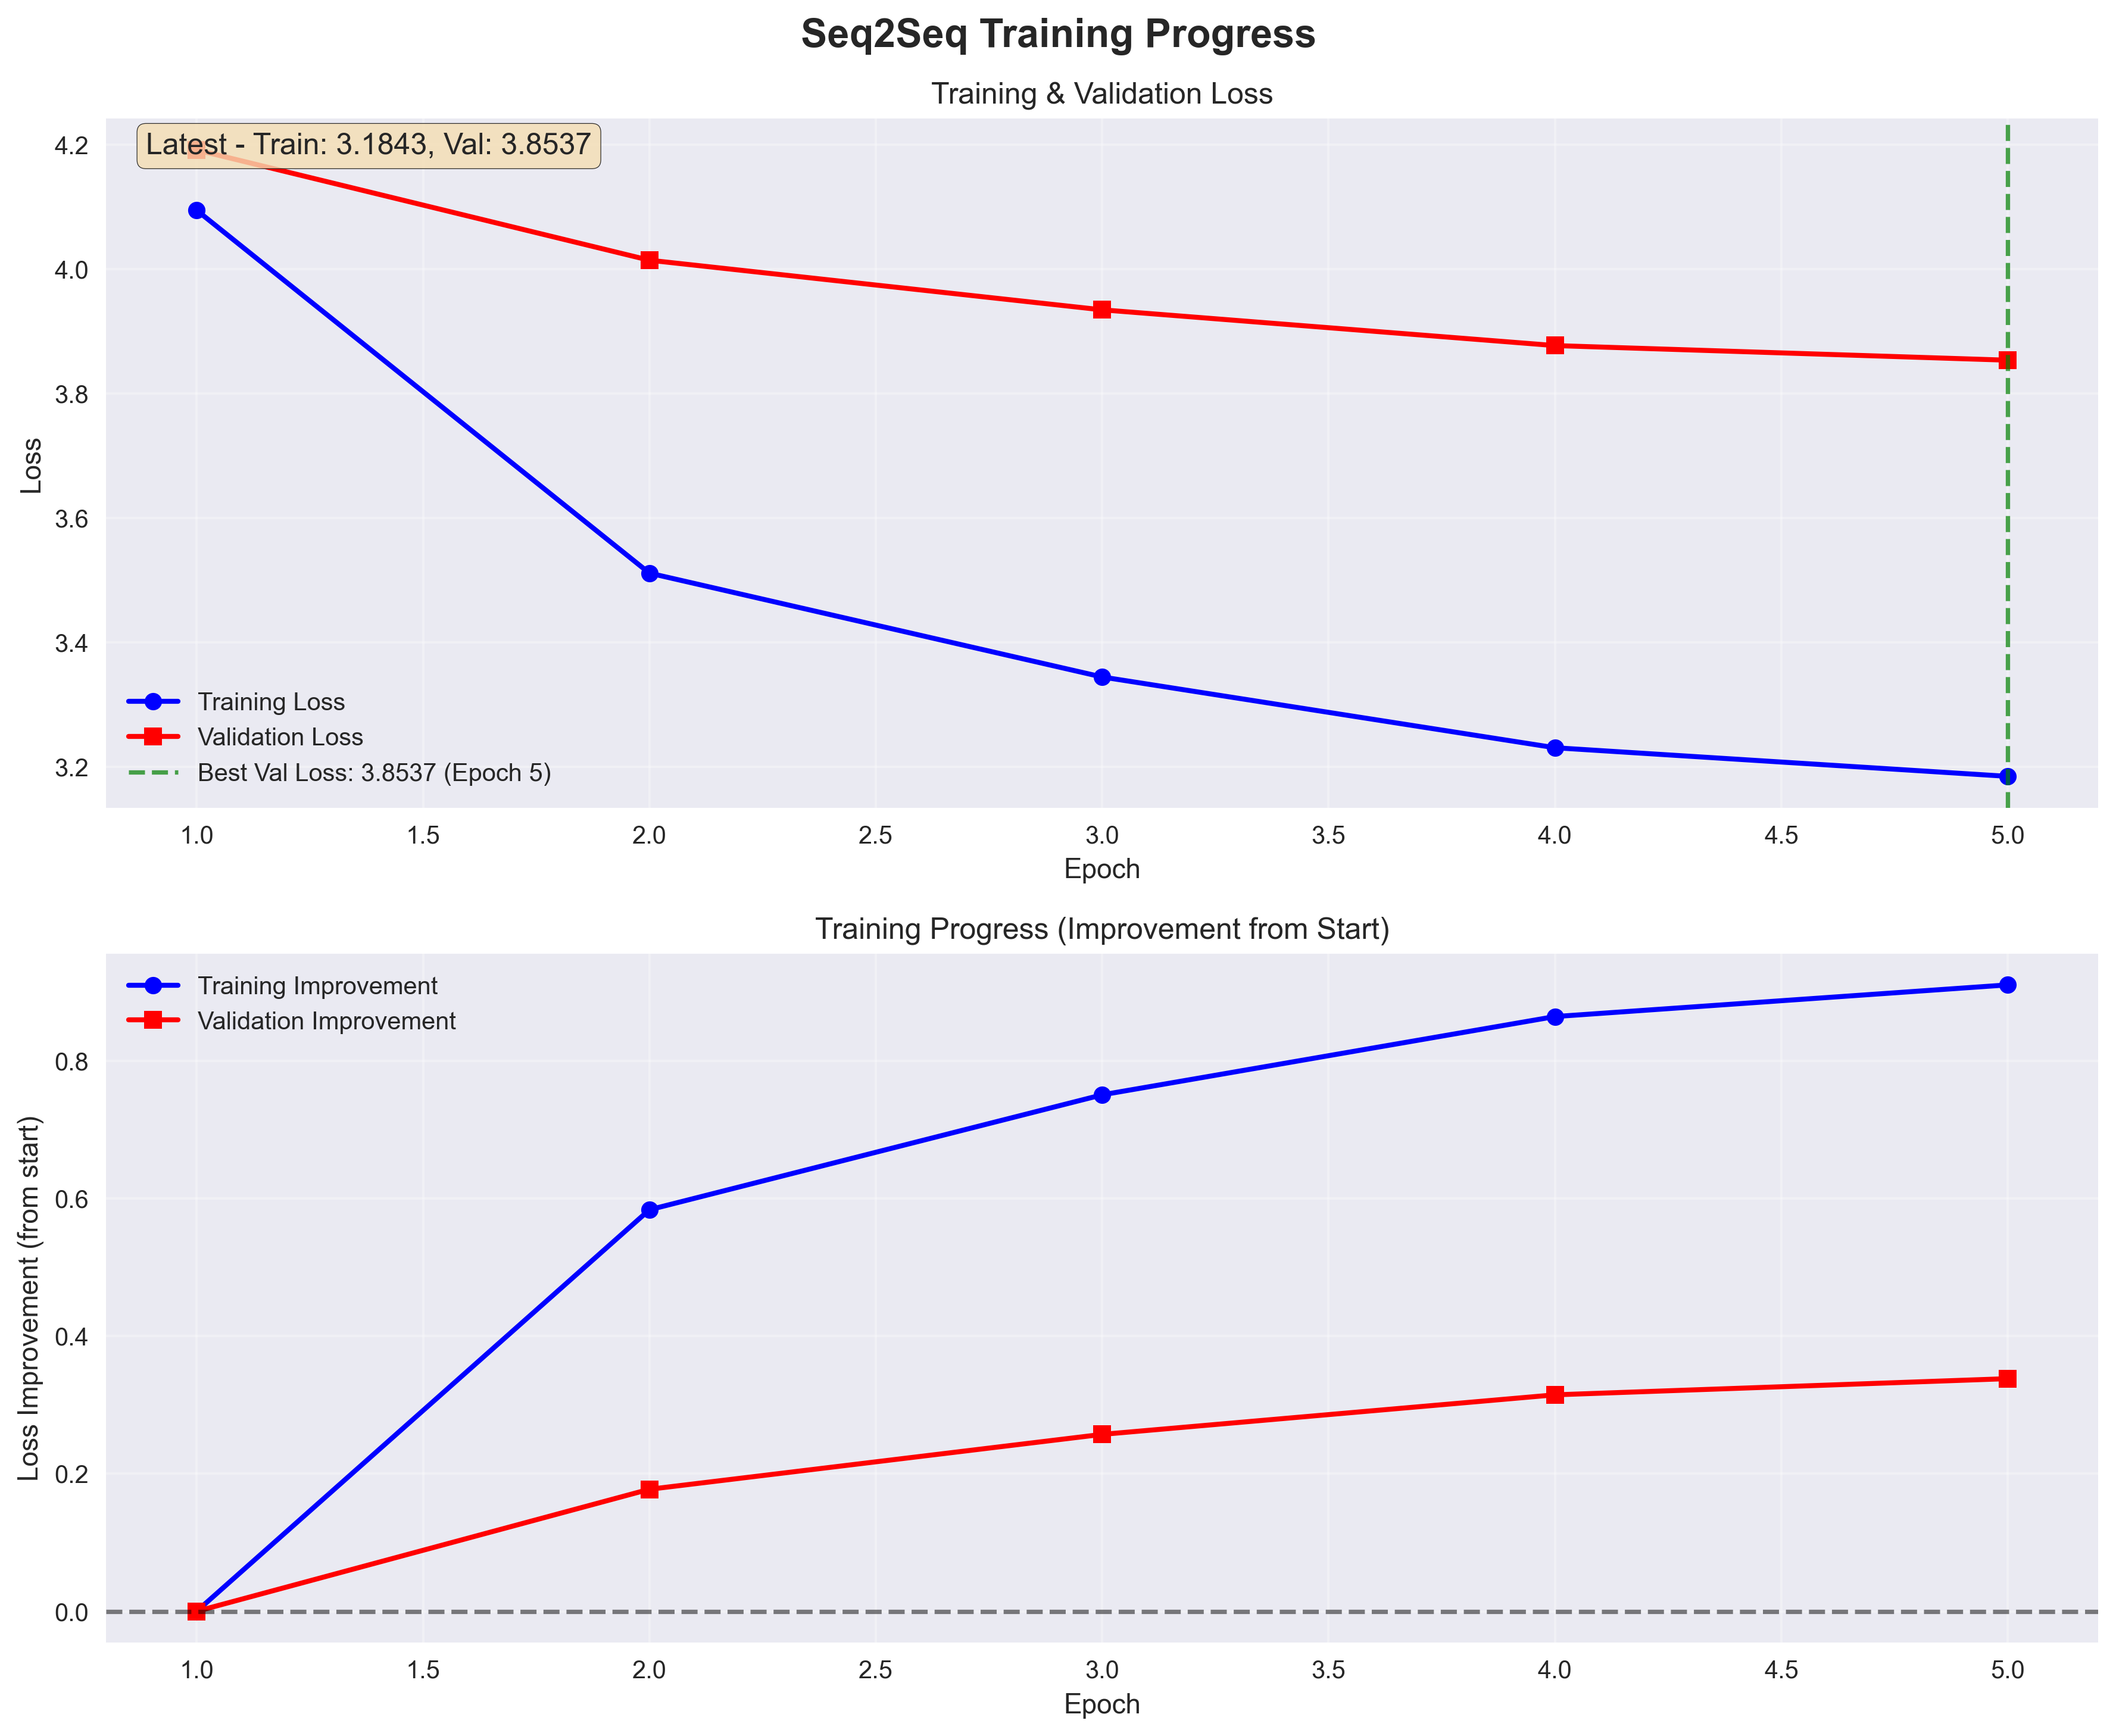 Seq2Seq Training Progress
Training & Validation Loss
Latest - Train: 3.1843, Val: 3.8537
4.2
4.0
3.8
3.6
3.4
3.2
Loss
Training Loss
Validation Loss
Best Val Loss: 3.8537 (Epoch 5)
1.0 1.5 2.0 2.5 3.0 3.5 4.0 4.5 5.0
Epoch
Training Progress (Improvement from Start)
Training Improvement
Validation Improvement
0.8
0.6
0.4
0.2
0.0
Loss Improvement (from start)
1.0 1.5 2.0 2.5 3.0 3.5 4.0 4.5 5.0
Epoch